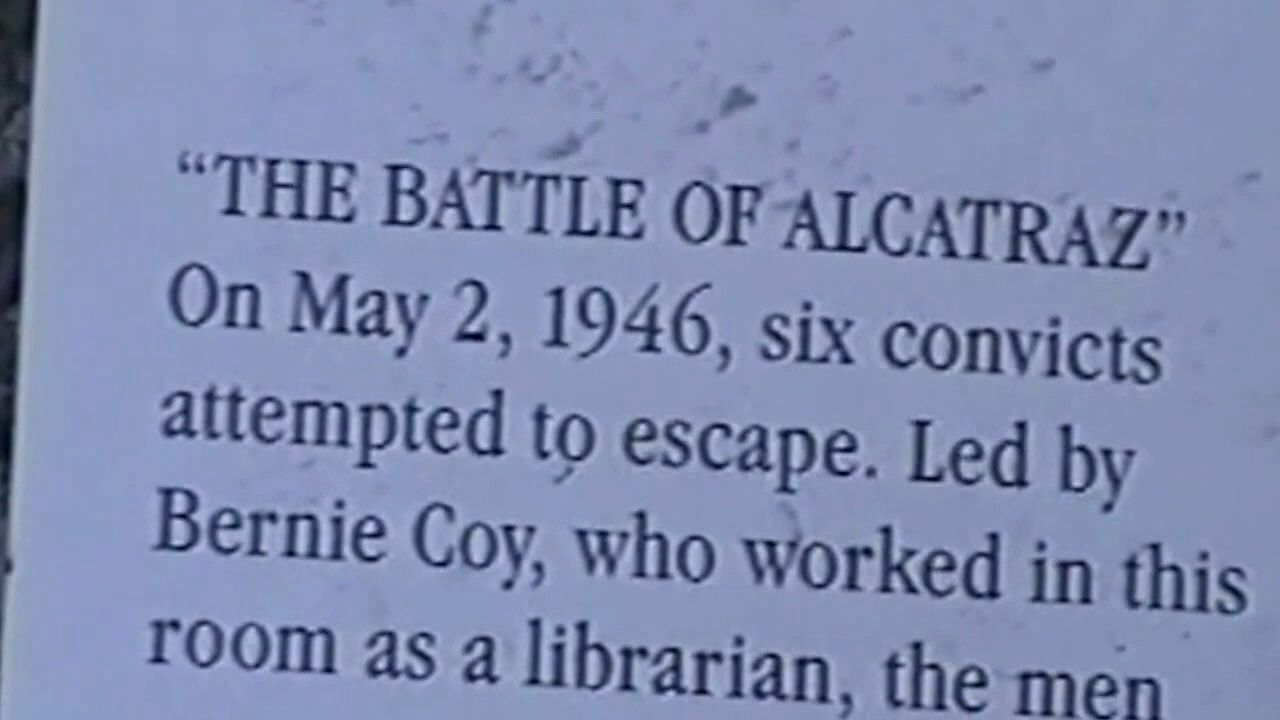 “THE BATTLE OF ALCATRAZ”
On May 2, 1946, six convicts
attempted to escape. Led by
Bernie Coy, who worked in this
room as a librarian, the men